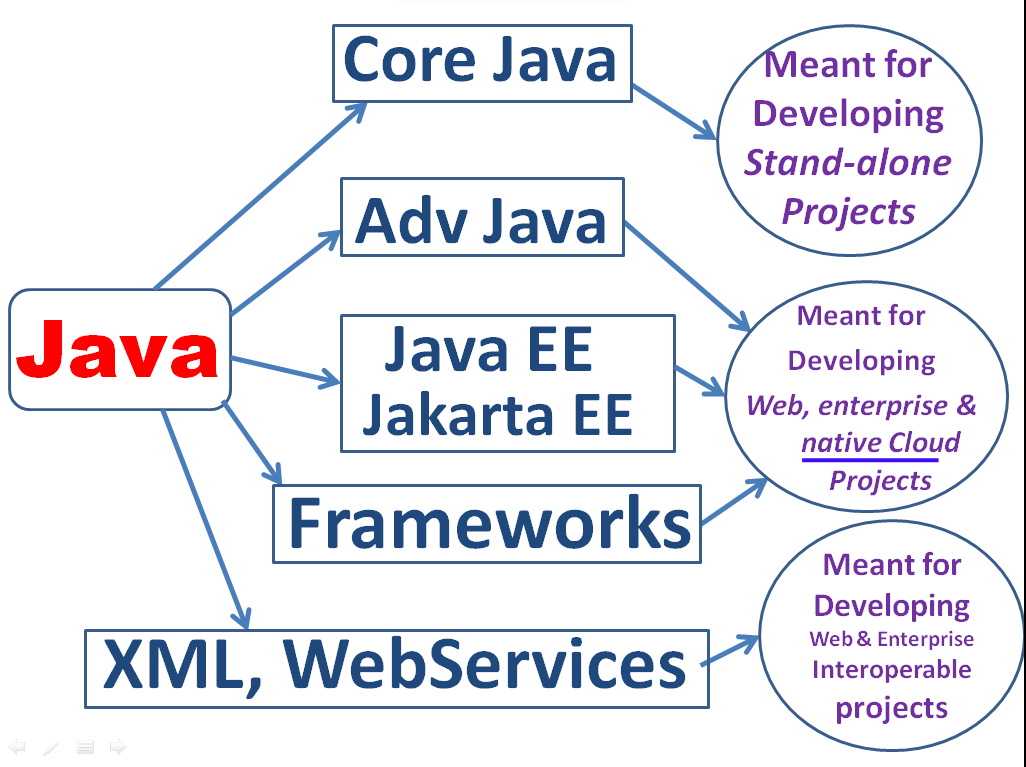 Core Java
Meant for
Developing
Stand-alone
Projects
Adv Java
Java
Java EE
Jakarta EE
Meant for
Developing
Web, enterprise &
native Cloud
Projects
Frameworks
XML, WebServices
Meant for
Developing
Web & Enterprise
Interoperable
projects